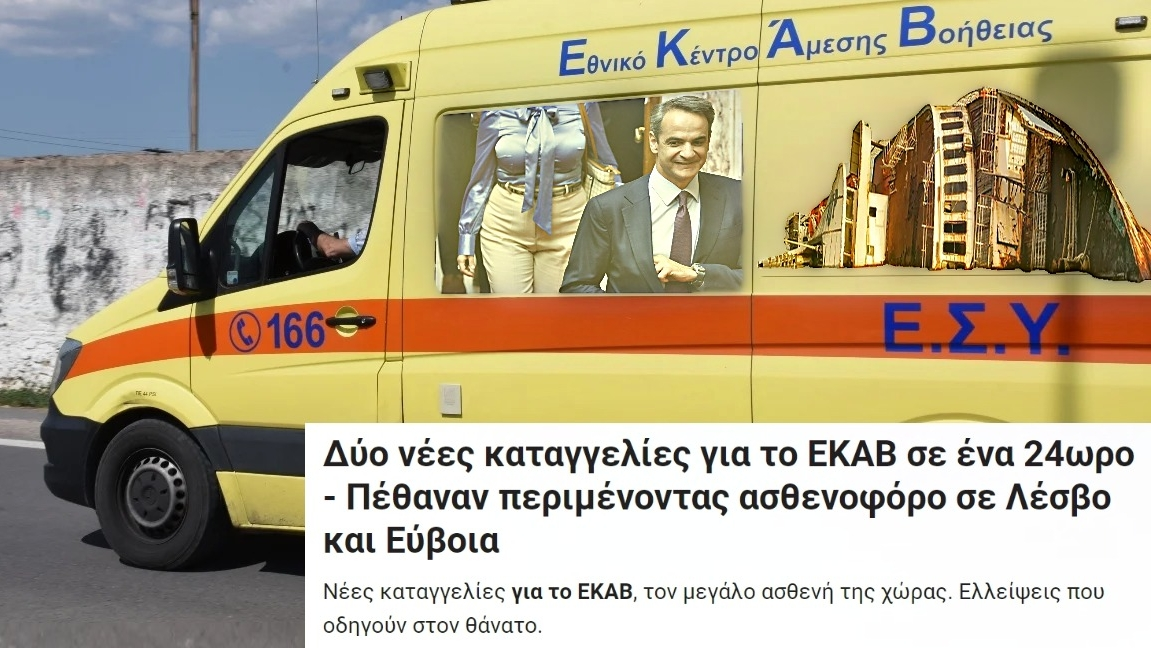 Εθνικό Κέντρο Άμεσης Βοήθειας
166
Ε.Σ.Υ.
Δύο νέες καταγγελίες για το ΕΚΑΒ σε ένα 24ωρο
- Πέθαναν περιμένοντας ασθενοφόρο σε Λέσβο
και Εύβοια
Νέες καταγγελίες για το ΕΚΑΒ, τον μεγάλο ασθενή της χώρας. Ελλείψεις που
οδηγούν στον θάνατο.